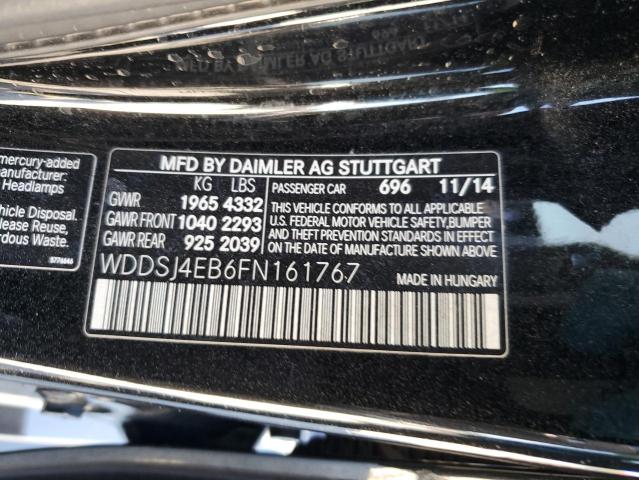 mercury-added
manufacturer:
Headlamps
hicle Disposal.
lease Reuse,
rdous Waste.
MFD BY DAIMLER AG STUTTGART
KG LBS
GVWR 1965 4332
GAWR FRONT 1040 2293
GAWR REAR 925 2039
PASSENGER CAR 696 11/14
THIS VEHICLE CONFORMS TO ALL APPLICABLE
U.S. FEDERAL MOTOR VEHICLE SAFETY,BUMPER
AND THEFT PREVENTION STANDARDS IN EFFECT
ON THE DATE OF MANUFACTURE SHOWN ABOVE.
MADE IN HUNGARY
WDDSJ4EB6FN161767